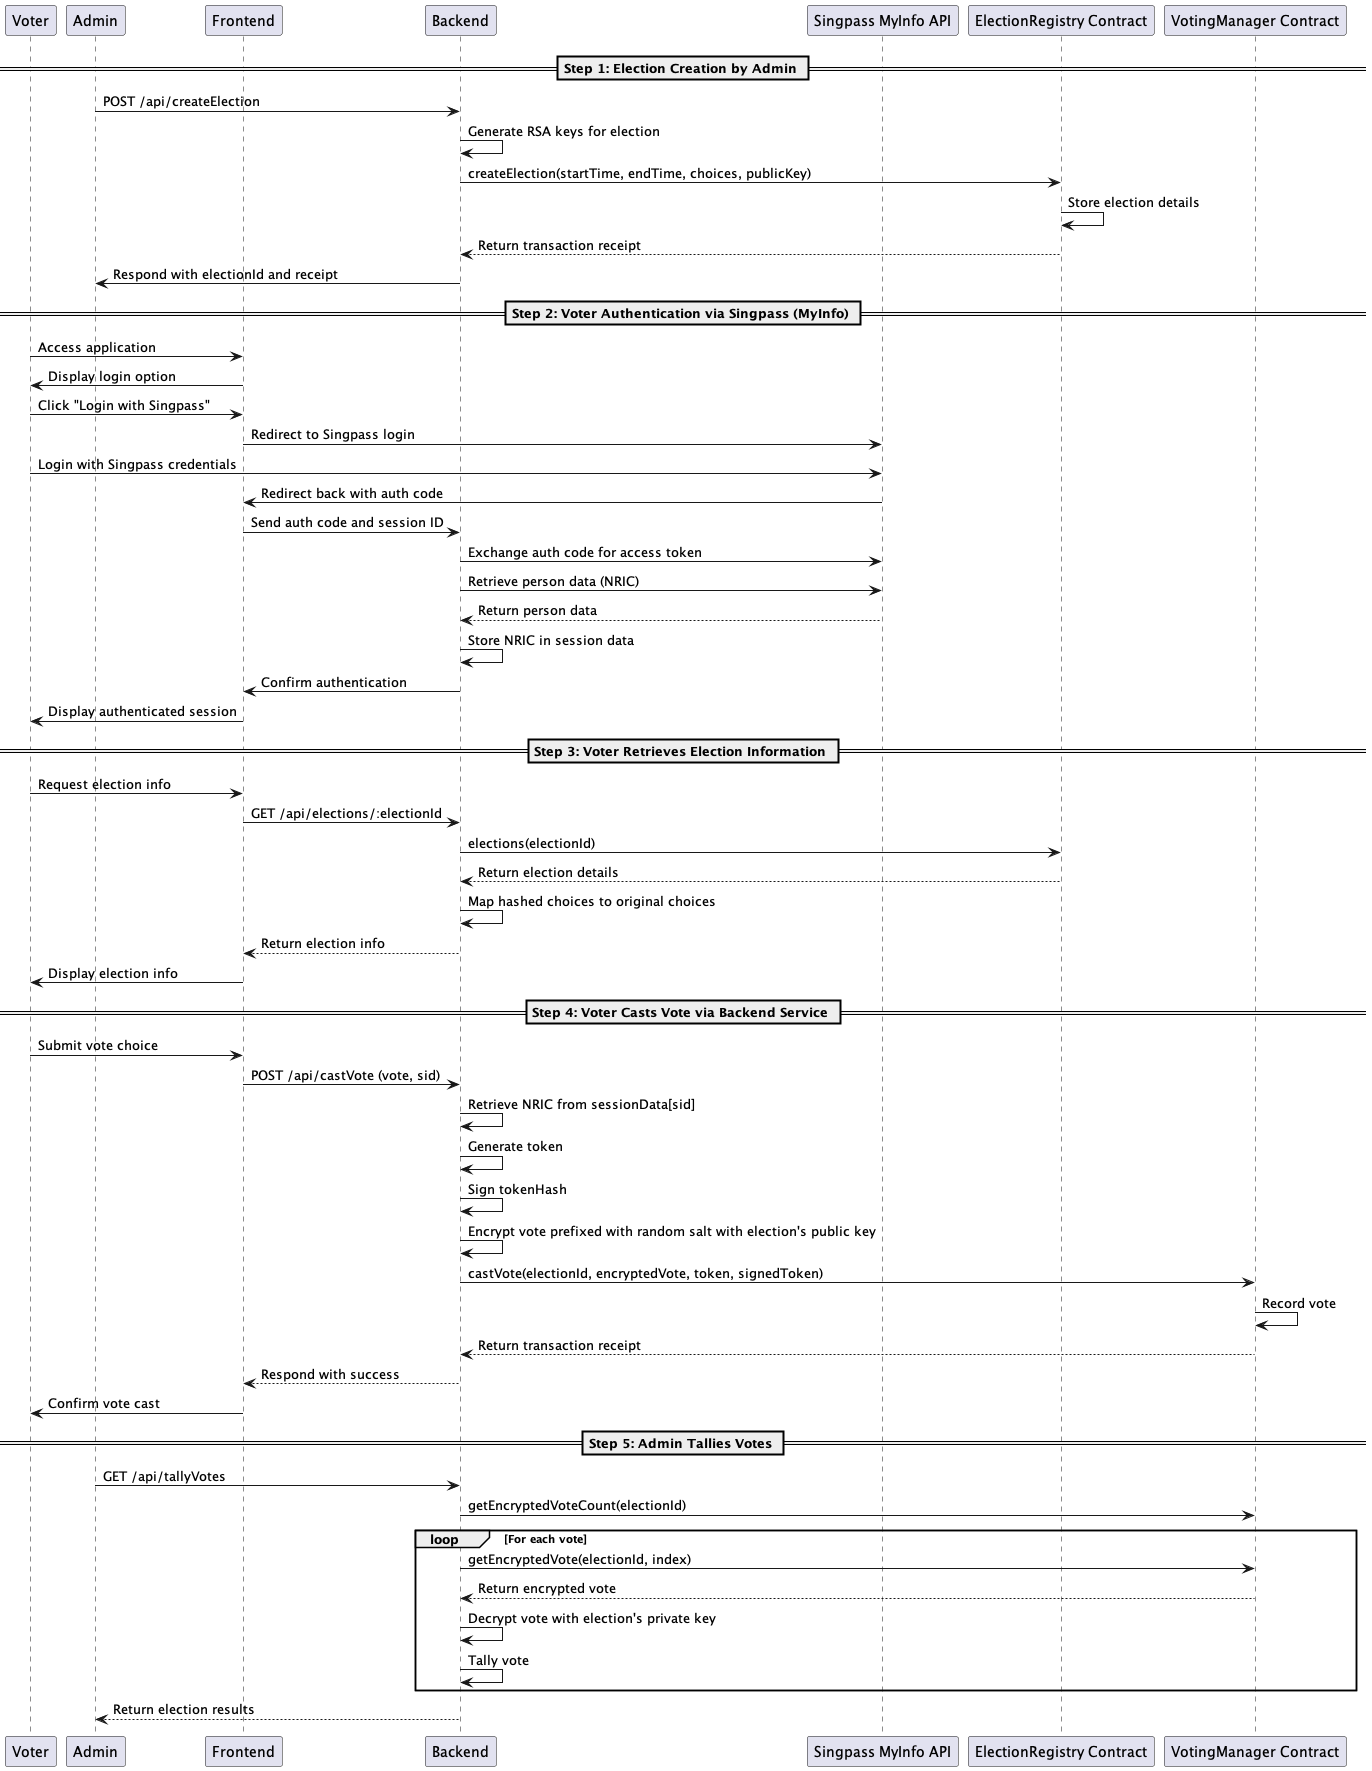 Voter Admin Frontend Backend Singpass MyInfo API ElectionRegistry Contract VotingManager Contract
Step 1: Election Creation by Admin
POST /api/createElection
Generate RSA keys for election
createElection(startTime, endTime, choices, publicKey)
Store election details
Return transaction receipt
Respond with electionId and receipt
Step 2: Voter Authentication via Singpass (MyInfo)
Access application
Display login option
Click "Login with Singpass"
Redirect to Singpass login
Login with Singpass credentials
Redirect back with auth code
Send auth code and session ID
Exchange auth code for access token
Retrieve person data (NRIC)
Return person data
Store NRIC in session data
Confirm authentication
Display authenticated session
Step 3: Voter Retrieves Election Information
Request election info
GET /api/elections/:electionId
elections(electionId)
Return election details
Map hashed choices to original choices
Return election info
Display election info
Step 4: Voter Casts Vote via Backend Service
Submit vote choice
POST /api/castVote (vote, sid)
Retrieve NRIC from sessionData[sid]
Generate token
Sign tokenHash
Encrypt vote prefixed with random salt with election's public key
castVote(electionId, encryptedVote, token, signedToken)
Record vote
Return transaction receipt
Respond with success
Confirm vote cast
Step 5: Admin Tallies Votes
GET /api/tallyVotes
getEncryptedVoteCount(electionId)
loop [For each vote]
getEncryptedVote(electionId, index)
Return encrypted vote
Decrypt vote with election's private key
Tally vote
Return election results
Voter Admin Frontend Backend Singpass MyInfo API ElectionRegistry Contract VotingManager Contract